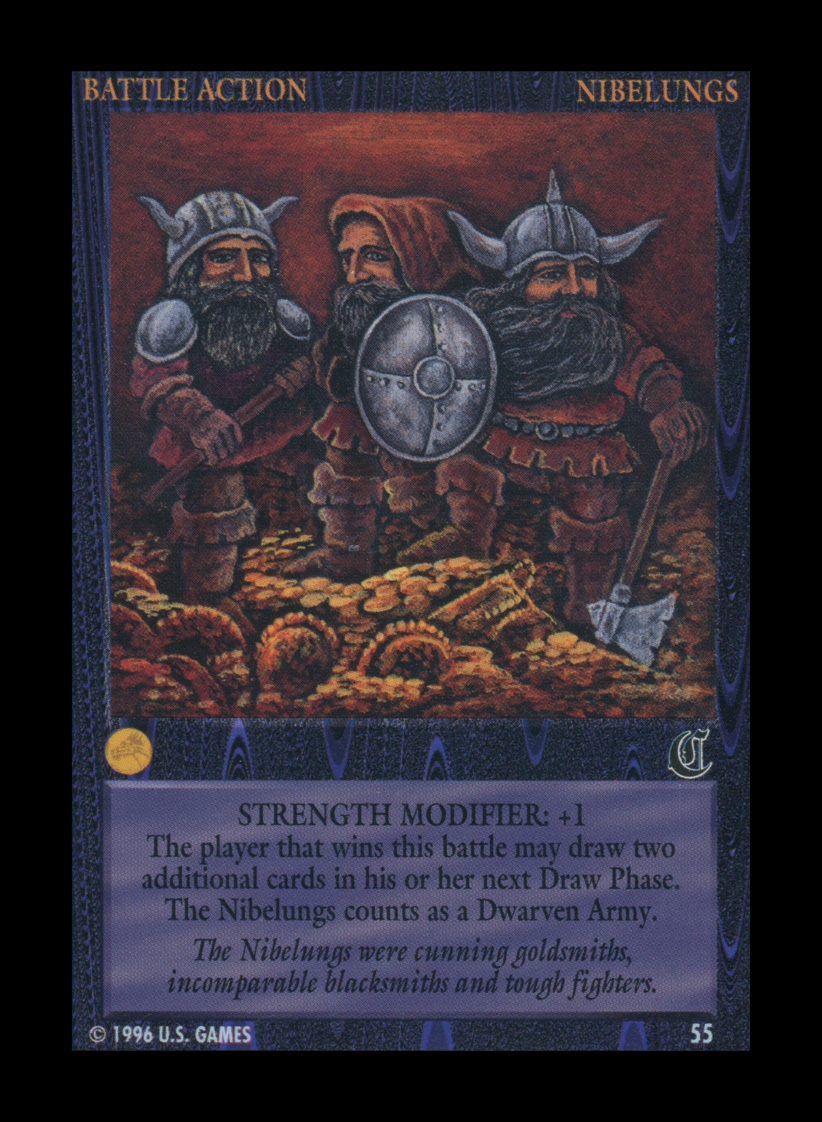 BATTLE ACTION NIBELUNGS
C
STRENGTH MODIFIER: +1
The player that wins this battle may draw two
additional cards in his or her next Draw Phase.
The Nibelungs counts as a Dwarven Army.
The Nibelungs were cunning goldsmiths,
incomparable blacksmiths and tough fighters.
© 1996 U.S. GAMES 55